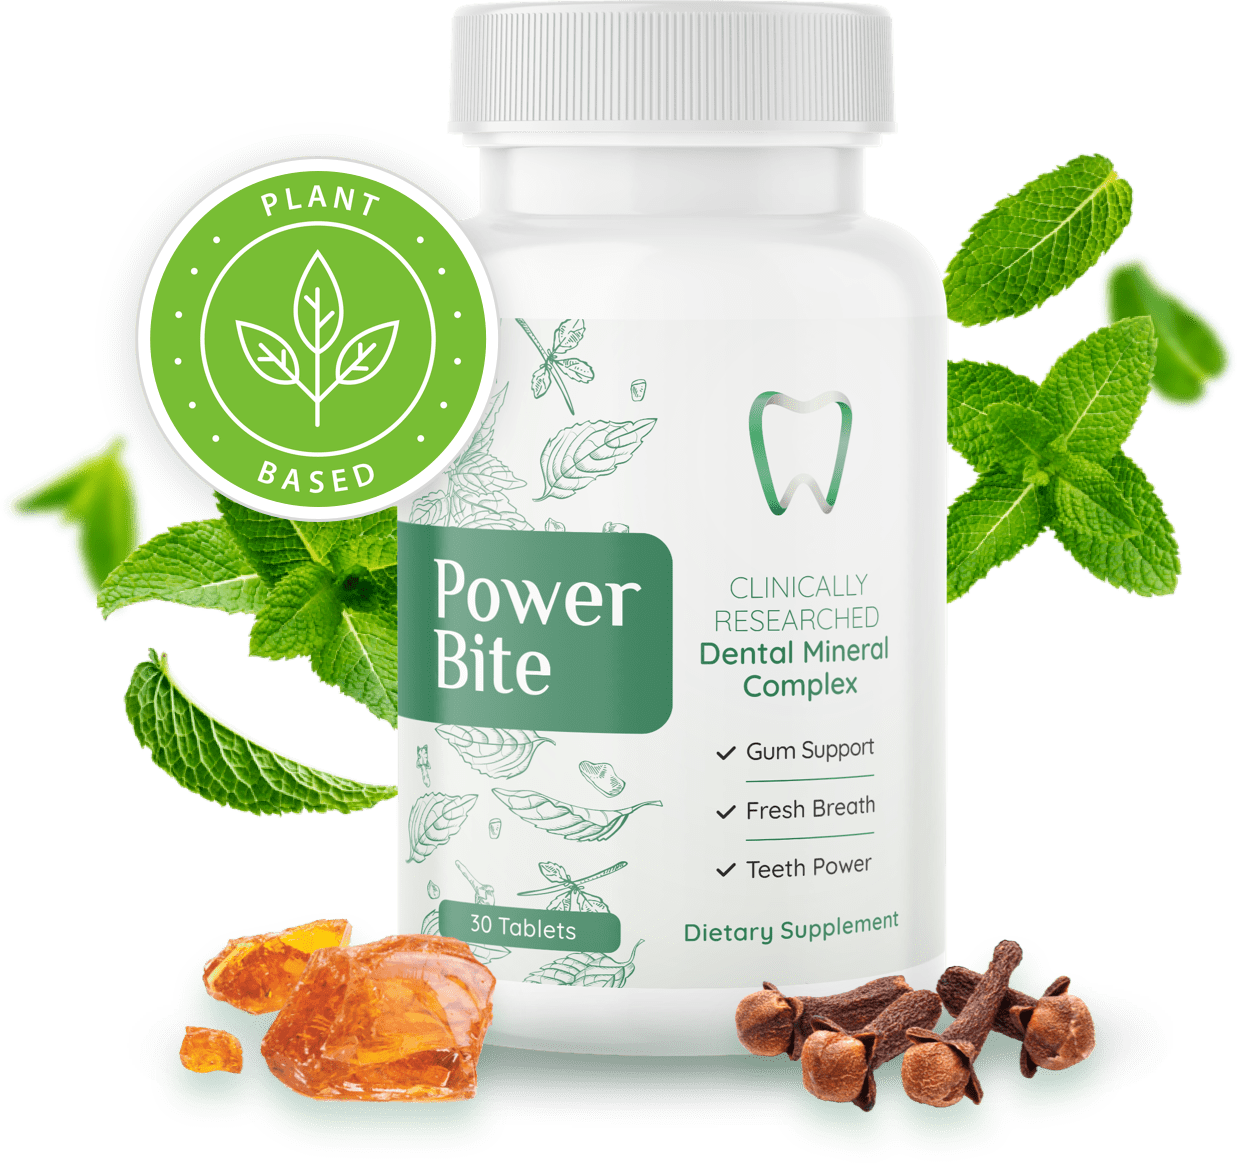 PLANT
BASED
Power
Bite
CLINICALLY
RESEARCHED
Dental Mineral
Complex
Gum Support
Fresh Breath
Teeth Power
30 Tablets
Dietary Supplement